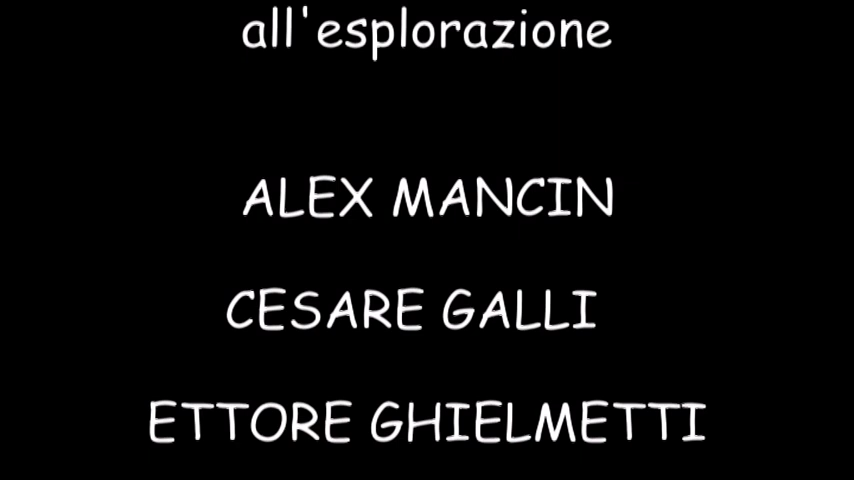 all'esplorazione
ALEX MANCIN
CESARE GALLI
ETTORE GHIELMETTI